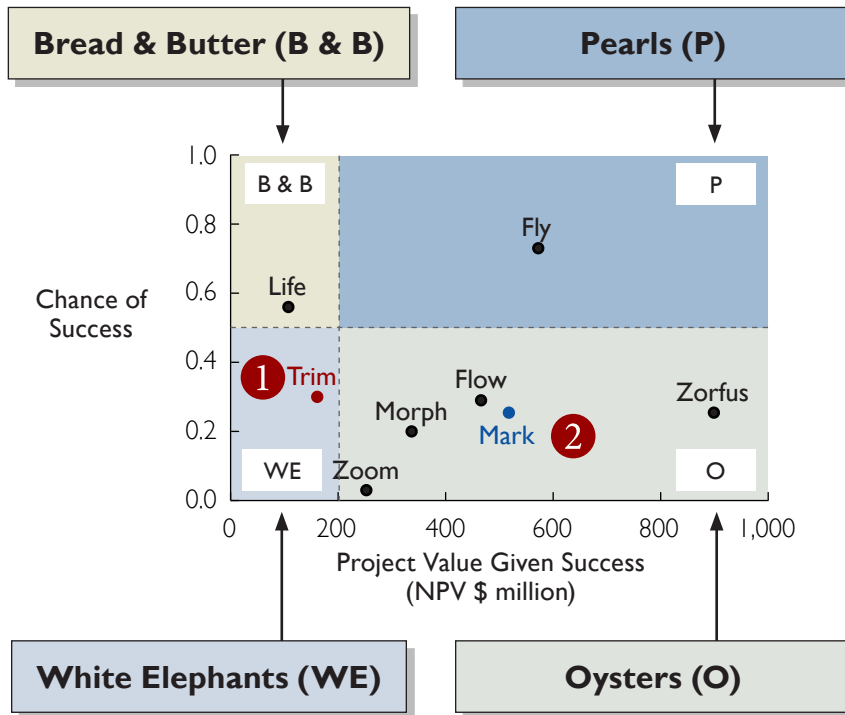 Bread & Butter (B & B)
Pearls (P)
1.0
B & B
P
0.8
Fly
Chance of
Success
0.6
Life
0.4
1
Trim
Flow
Zorfus
Morph
Mark
2
0.2
WE
Zoom
O
0.0
0
200
400
600
800
1,000
Project Value Given Success
(NPV $ million)
White Elephants (WE)
Oysters (O)